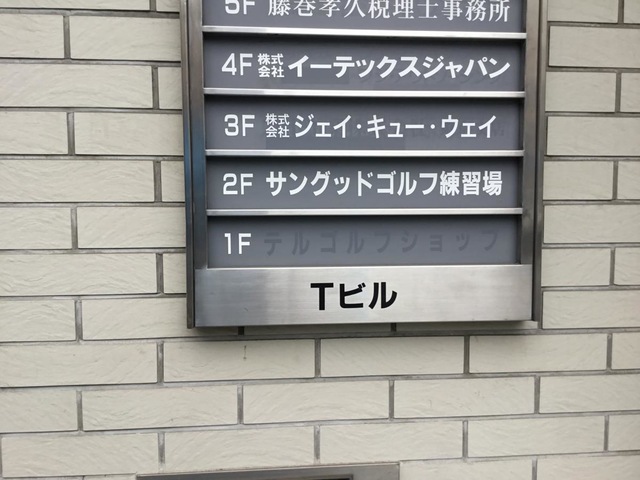 5F 藤巻孝久税理士事務所
4F 株式会社 イーテックスジャパン
3F 株式会社 ジェイ・キュー・ウェイ
2F サングッドゴルフ練習場
1F テルゴルフショップ
Tビル